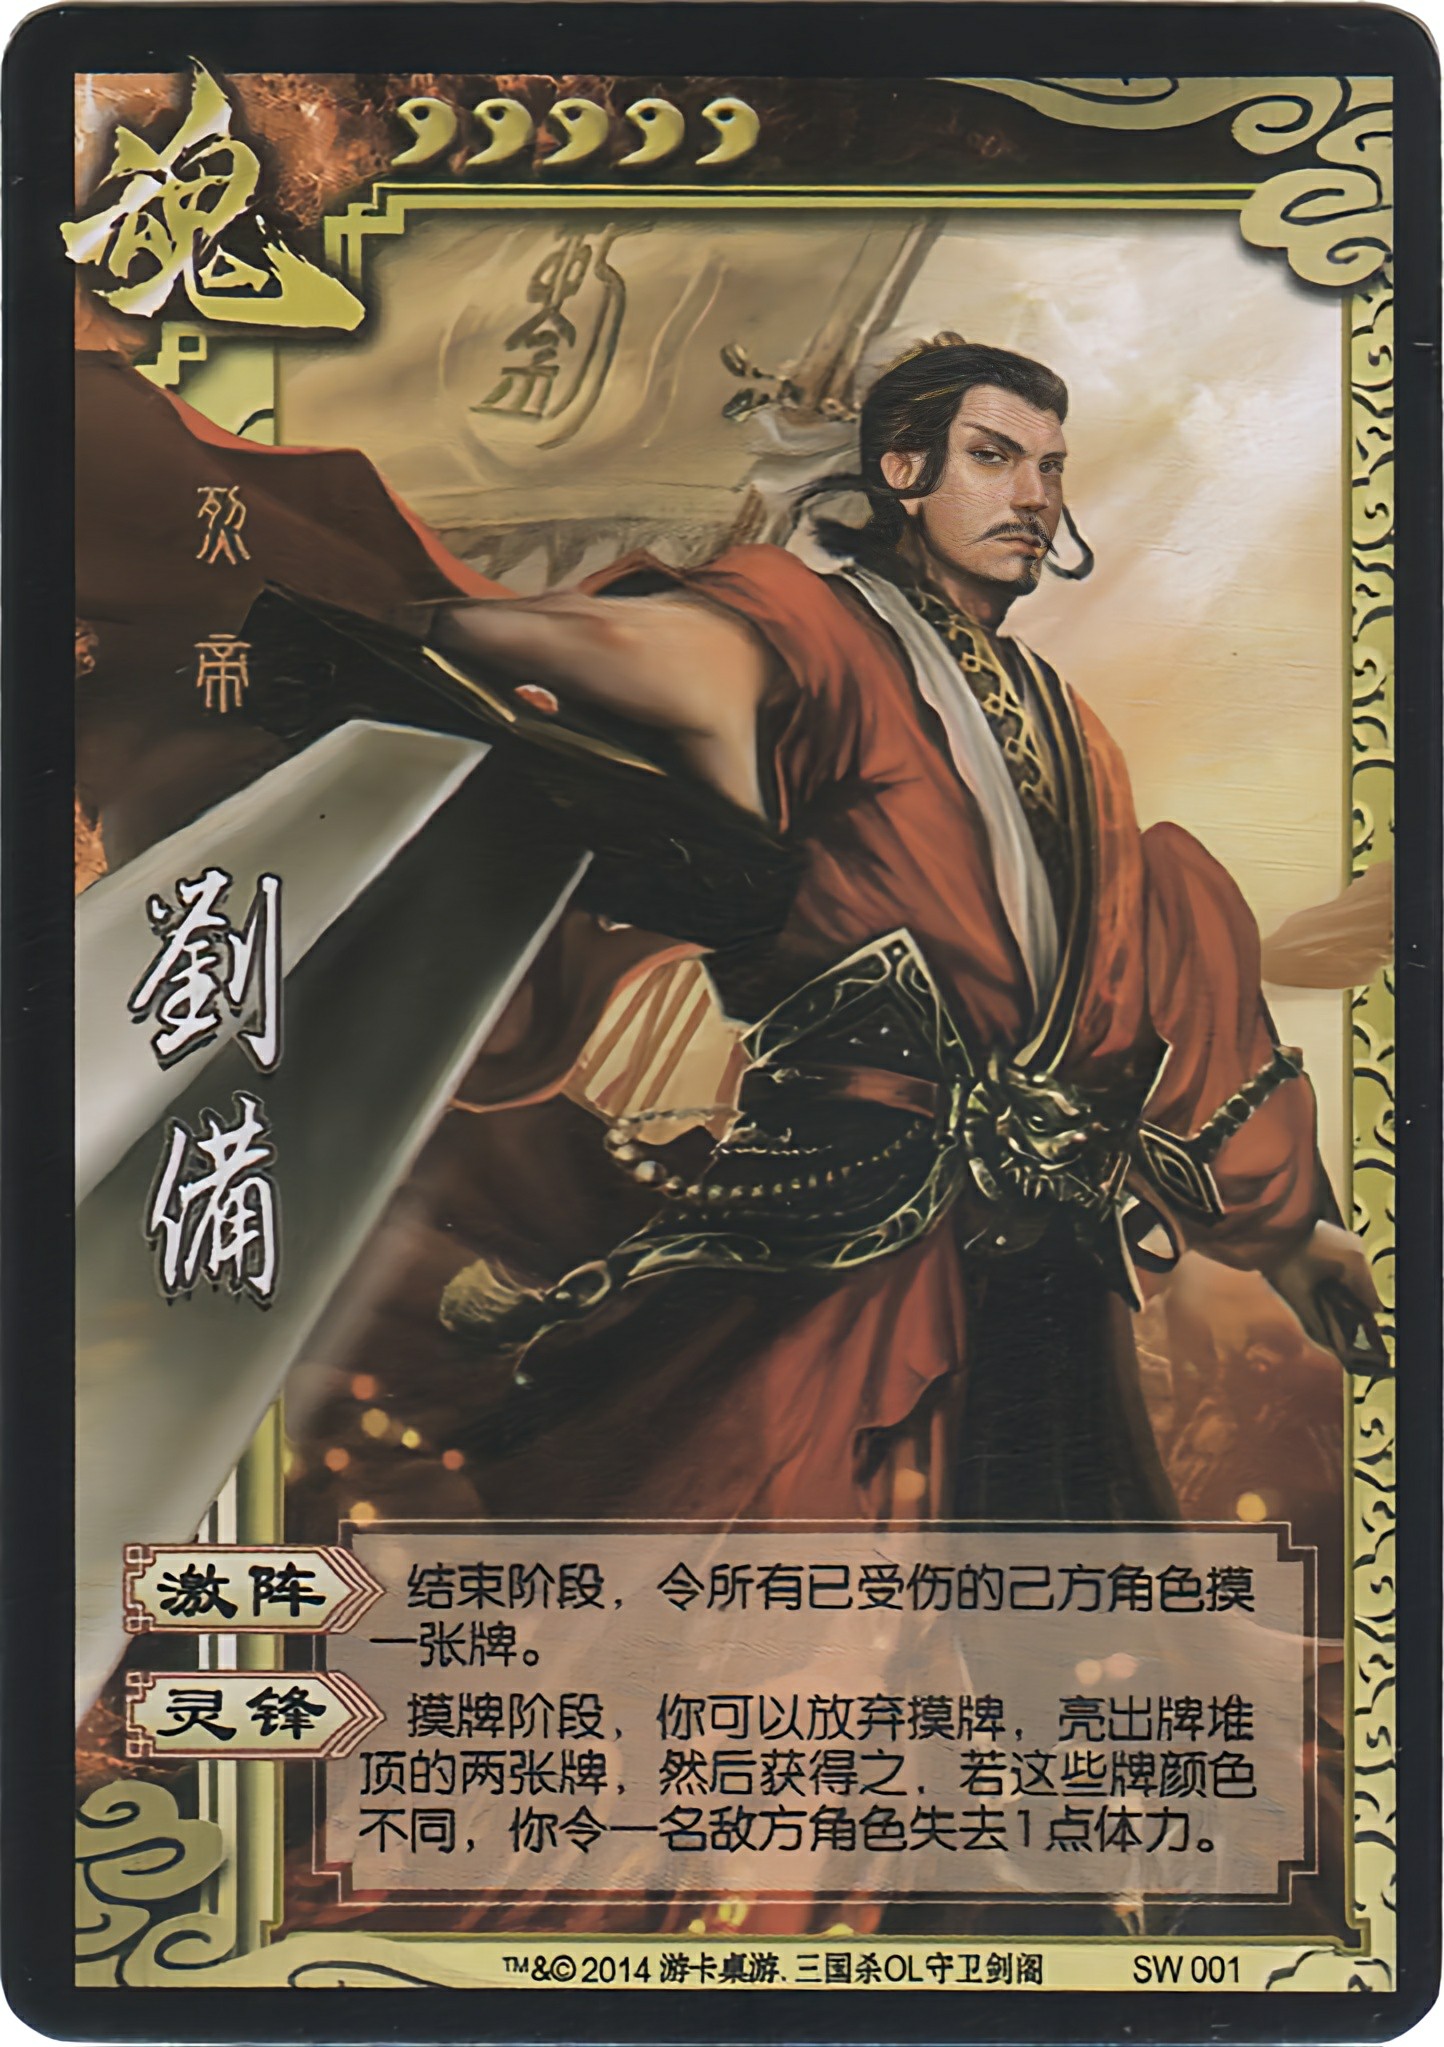 魂
劉
烈帝
劉備
激阵
结束阶段，令所有已受伤的己方角色摸
一张牌。
灵锋
摸牌阶段，你可以放弃摸牌，亮出牌堆
顶的两张牌，然后获得之，若这些牌颜色
不同，你令一名敌方角色失去1点体力。
™&©2014 游卡桌游.三国杀OL守卫剑阁
SW 001